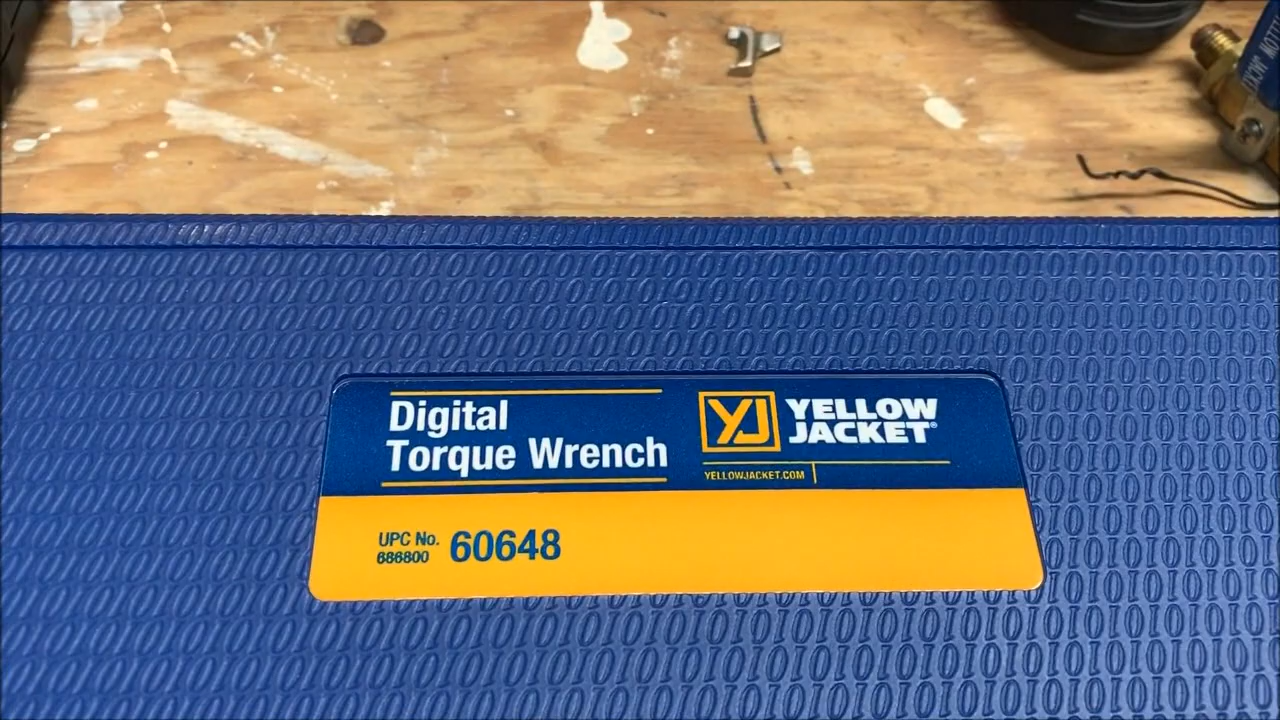 Digital
Torque Wrench
YJ YELLOW
JACKET®
YELLOWJACKET.COM
UPC No.
686800
60648